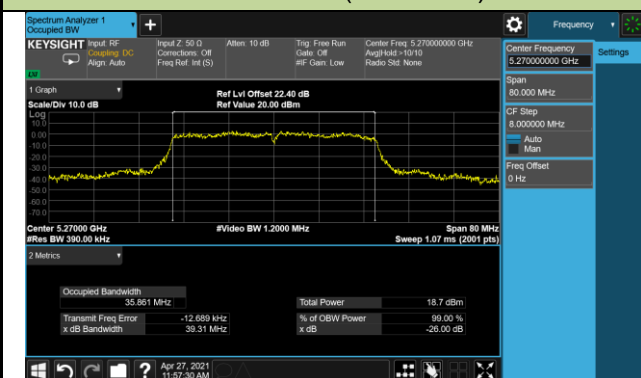 Spectrum Analyzer 1
Occupied BW
+
Frequency
KEYSIGHT
Input: RF
Coupling: DC
Align: Auto
Input Z: 50 Ω
Corrections: Off
Freq Ref: Int (S)
Atten: 10 dB
Trig: Free Run
Gate: Off
#IF Gain: Low
Center Freq: 5.270000000 GHz
Avg|Hold:>10/10
Radio Std: None
Center Frequency
5.270000000 GHz
Settings
Span
80.000 MHz
CF Step
8.000000 MHz
Auto
Man
Freq Offset
0 Hz
1 Graph
Scale/Div 10.0 dB
Ref Lvl Offset 22.40 dB
Ref Value 20.00 dBm
Log
10.0
0.00
-10.0
-20.0
-30.0
-40.0
-50.0
-60.0
-70.0
Center 5.27000 GHz
#Res BW 390.00 kHz
#Video BW 1.2000 MHz
Span 80 MHz
Sweep 1.07 ms (2001 pts)
2 Metrics
Occupied Bandwidth
35.861 MHz
Total Power 18.7 dBm
Transmit Freq Error -12.689 kHz
% of OBW Power 99.00 %
x dB Bandwidth 39.31 MHz
x dB -26.00 dB
?
Apr 27, 2021
11:57:30 AM